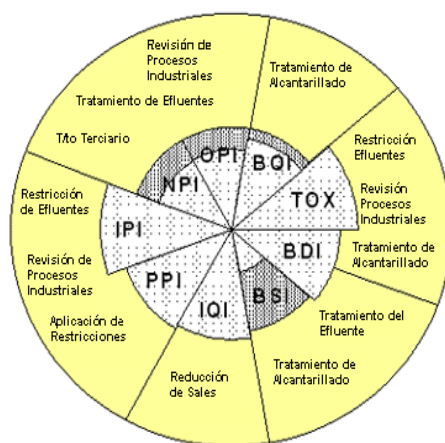 Revisión de
Procesos
Industriales
Tratamiento de Efluentes
T/to Terciario
Tratamiento de
Alcantarillado
Restricción
Efluentes
Revisión
Procesos
Industriales
Tratamiento de
Alcantarillado
Tratamiento del
Efluente
Tratamiento de
Alcantarillado
Reducción
de Sales
Restricción
de Efluentes
Revisión de
Procesos
Industriales
Aplicación de
Restricciones
OPI
BQI
TOX
BDI
BSI
IQI
PPI
IPI
NPI